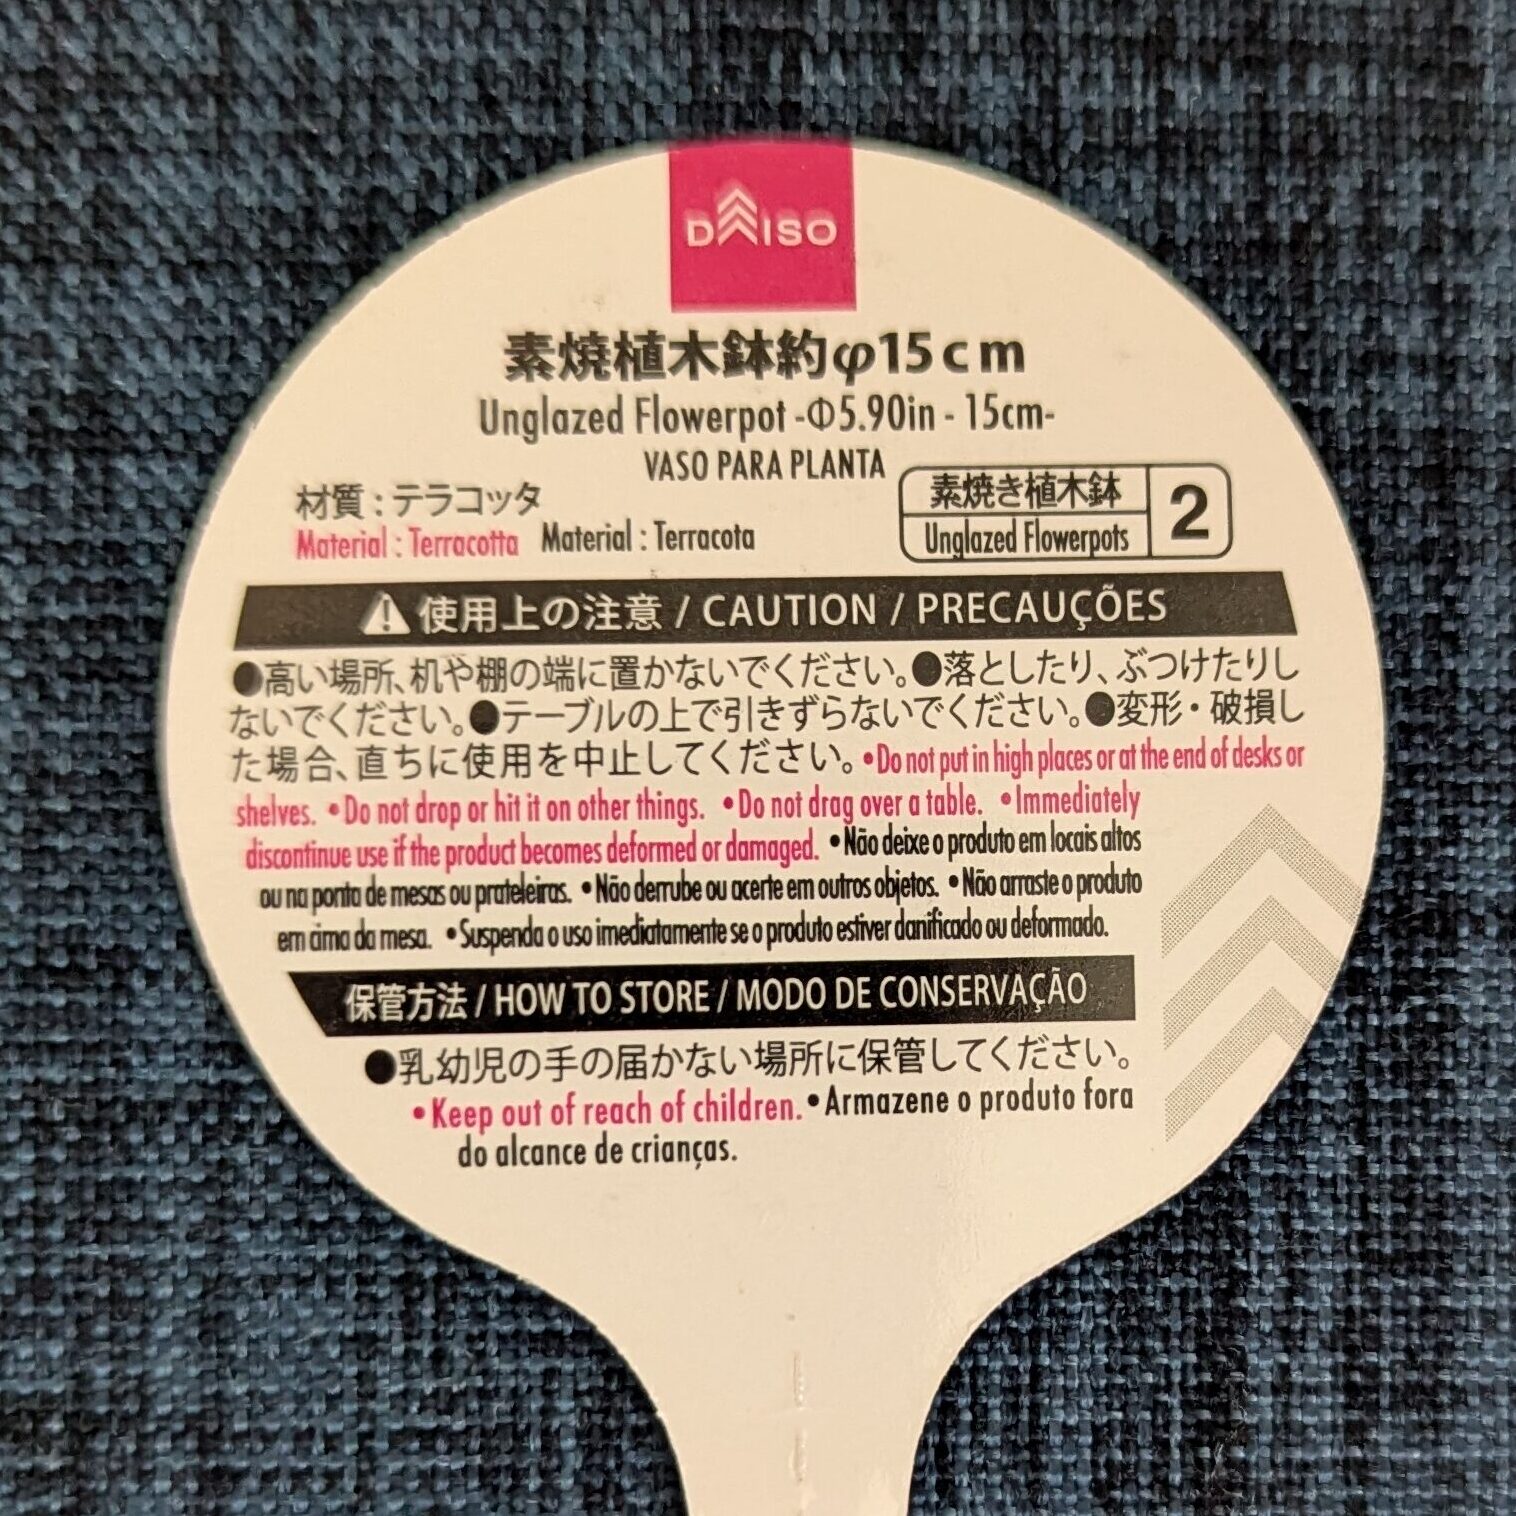 DAISO
素焼植木鉢約φ15cm
Unglazed Flowerpot -Φ5.90in - 15cm-
VASO PARA PLANTA
材質：テラコッタ
Material : Terracotta Material : Terracota
素焼き植木鉢
Unglazed Flowerpots
2
使用上の注意 / CAUTION / PRECAUÇÕES
●高い場所、机や棚の端に置かないでください。●落としたり、ぶつけたりし
ないでください。●テーブルの上で引きずらないでください。●変形・破損し
た場合、直ちに使用を中止してください。•Do not put in high places or at the end of desks or
shelves. •Do not drop or hit it on other things. •Do not drag over a table. •Immediately
discontinue use if the product becomes deformed or damaged. •Não deixe o produto em locais altos
ou na ponta de mesas ou prateleiras. •Não derrube ou acerte em outros objetos. •Não arraste o produto
em cima da mesa. •Suspenda o uso imediatamente se o produto estiver danificado ou deformado.
保管方法 / HOW TO STORE / MODO DE CONSERVAÇÃO
●乳幼児の手の届かない場所に保管してください。
•Keep out of reach of children. •Armazene o produto fora
do alcance de crianças.